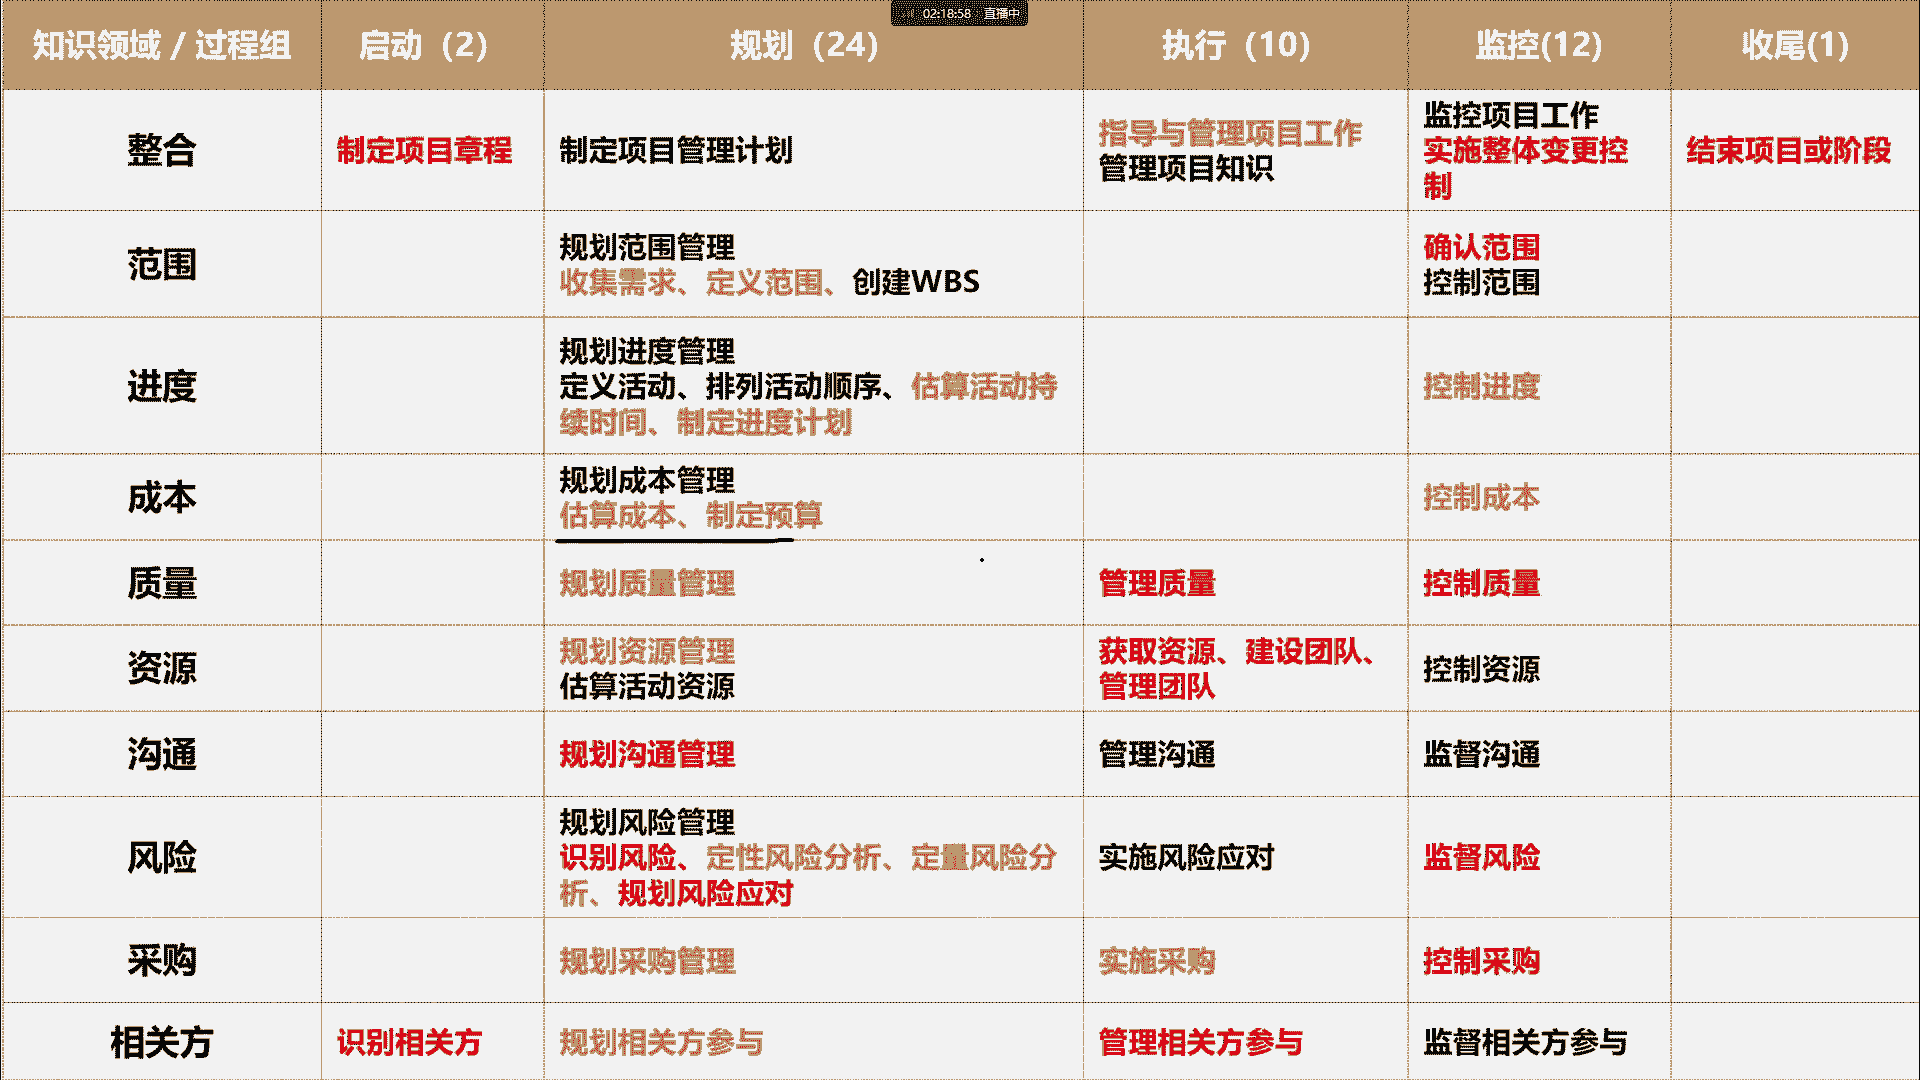 02:18:58 直播中
知识领域 / 过程组
启动（2）
规划（24）
执行（10）
监控(12)
收尾(1)
整合
制定项目章程
制定项目管理计划
指导与管理项目工作
管理项目知识
监控项目工作
实施整体变更控
制
结束项目或阶段
范围
规划范围管理
收集需求、定义范围、创建WBS
确认范围
控制范围
进度
规划进度管理
定义活动、排列活动顺序、估算活动持
续时间、制定进度计划
控制进度
成本
规划成本管理
估算成本、制定预算
控制成本
质量
规划质量管理
管理质量
控制质量
资源
规划资源管理
估算活动资源
获取资源、建设团队、
管理团队
控制资源
沟通
规划沟通管理
管理沟通
监督沟通
风险
规划风险管理
识别风险、定性风险分析、定量风险分
析、规划风险应对
实施风险应对
监督风险
采购
规划采购管理
实施采购
控制采购
相关方
识别相关方
规划相关方参与
管理相关方参与
监督相关方参与